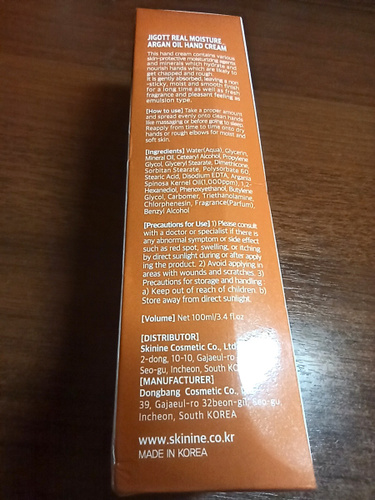 JIGOTT REAL MOISTURE
ARGAN OIL HAND CREAM
This hand cream contains various
skin-protective moisturizing agents
and minerals which hydrate and
nourish hands which are likely to
get chapped and rough.
It is gently absorbed, leaving a non
-sticky, moist and smooth finish
for a long time as well as fresh
fragrance and pleasant feeling as
emulsion type.
[How to use] Take a proper amount
and spread evenly onto clean hands
like massaging or before going to sleep.
Reapply from time to time onto dry
hands or rough elbows for moist and
soft skin.
[Ingredients] Water(Aqua), Glycerin,
Mineral Oil, Cetearyl Alcohol, Propylene
Glycol, Glyceryl Stearate, Dimethicone
Sorbitan Stearate, Polysorbate 60,
Stearic Acid, Disodium EDTA, Argania
Spinosa Kernel Oil(1,000ppm), 1,2-
Hexanediol, Phenoxyethanol, Butylene
Glycol, Carbomer, Triethanolamine,
Chlorphenesin, Fragrance(Parfum),
Benzyl Alcohol
[Precautions for Use] 1) Please consult
with a doctor or specialist if there is
any abnormal symptom or side effect
such as red spot, swelling, or itching
by direct sunlight during or after apply
ing the product. 2) Avoid applying in
areas with wounds and scratches. 3)
Precautions for storage and handling
a) Keep out of reach of children. b)
Store away from direct sunlight.
[Volume] Net 100ml/3.4 fl.oz
[DISTRIBUTOR]
Skinine Cosmetic Co., Ltd
2-dong, 10-10, Gajaeul-ro
Seo-gu, Incheon, South
[MANUFACTURER]
Dongbang Cosmetic Co.,
39, Gajaeul-ro 32beon-gil, Seo-gu,
Incheon, South KOREA
www.skinine.co.kr
MADE IN KOREA